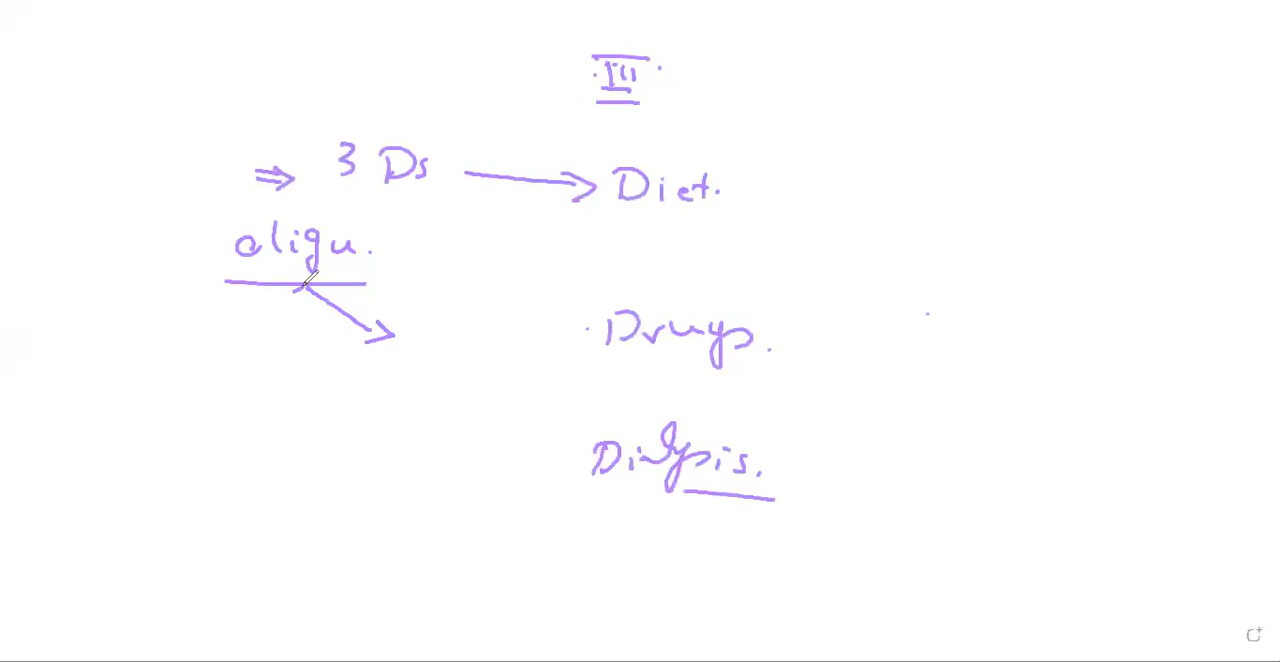 III
⇒ 3 Ds → Diet.
oligu.
Drugs.
Dialysis.